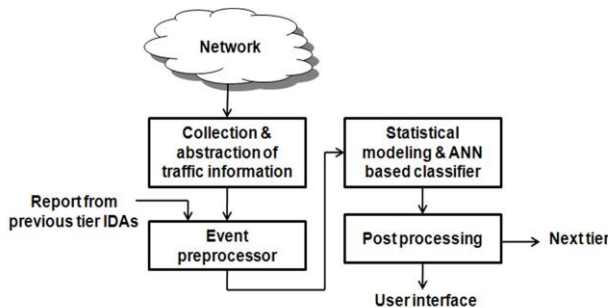 Network
Collection &
abstraction of
traffic information
Statistical
modeling & ANN
based classifier
Report from
previous tier IDAs
Event
preprocessor
Post processing
Next tier
User interface